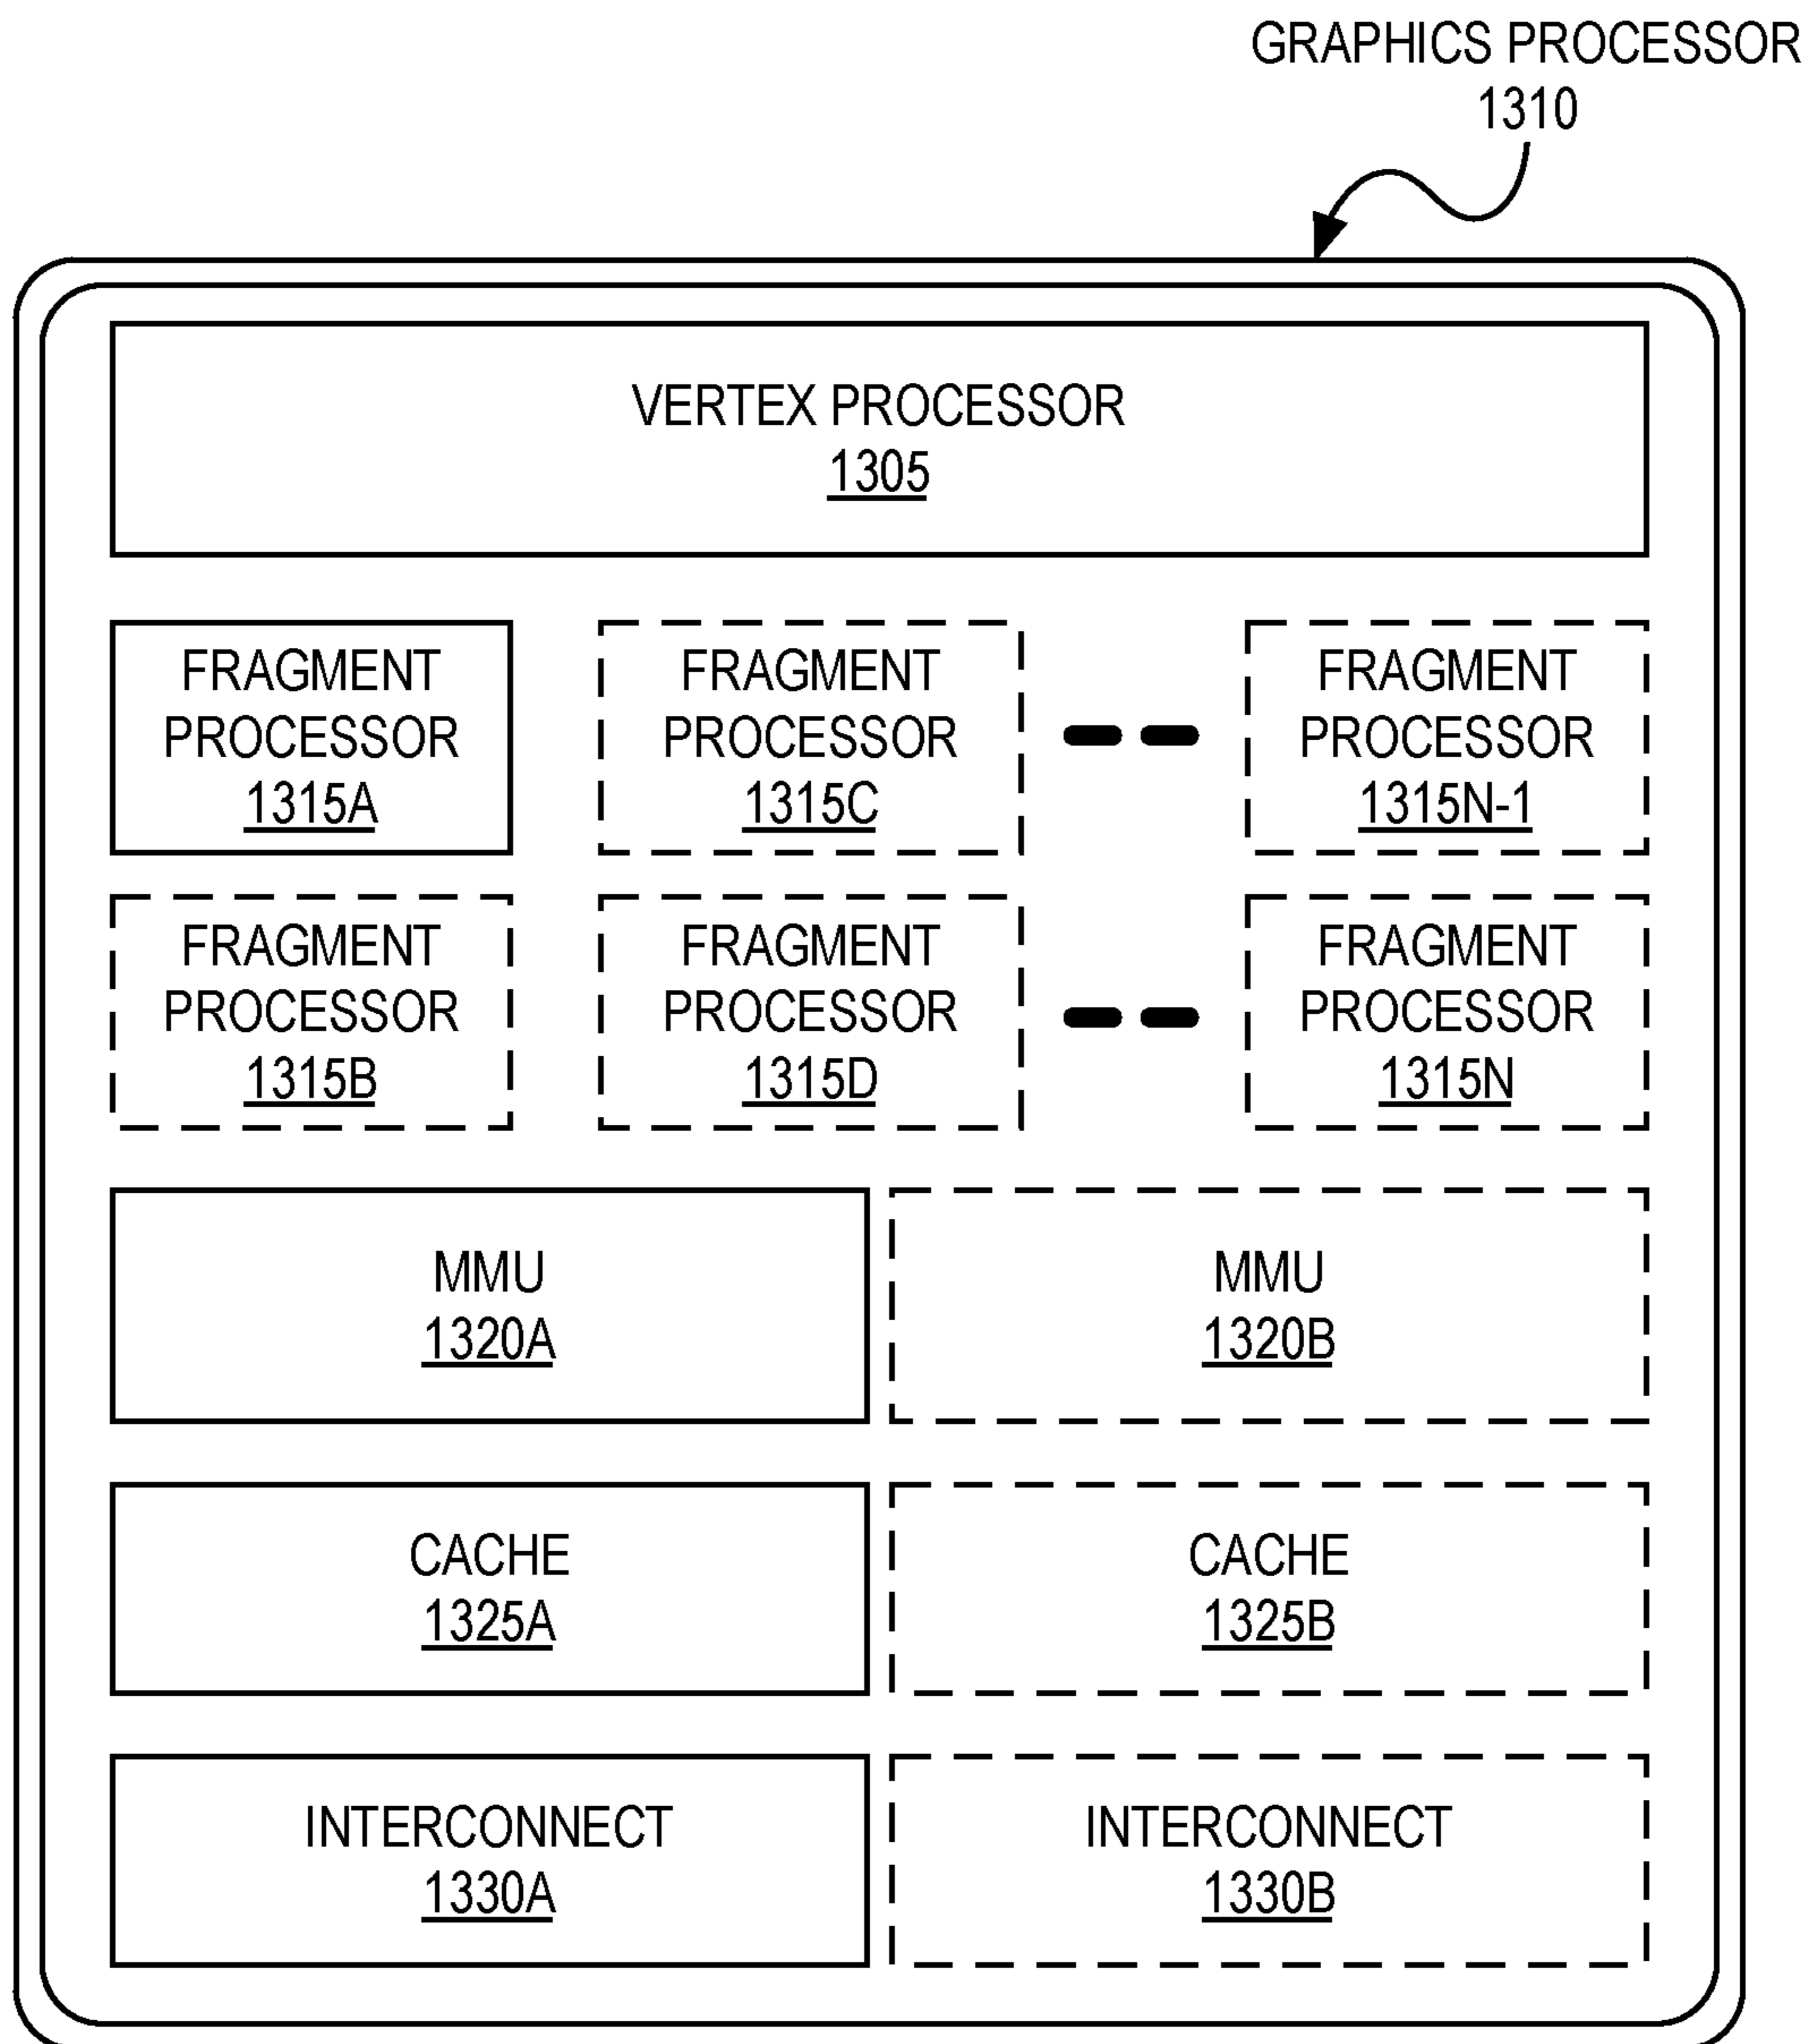 GRAPHICS PROCESSOR
1310
VERTEX PROCESSOR
1305
FRAGMENT
PROCESSOR
1315A
FRAGMENT
PROCESSOR
1315C
FRAGMENT
PROCESSOR
1315N-1
FRAGMENT
PROCESSOR
1315B
FRAGMENT
PROCESSOR
1315D
FRAGMENT
PROCESSOR
1315N
MMU
1320A
MMU
1320B
CACHE
1325A
CACHE
1325B
INTERCONNECT
1330A
INTERCONNECT
1330B